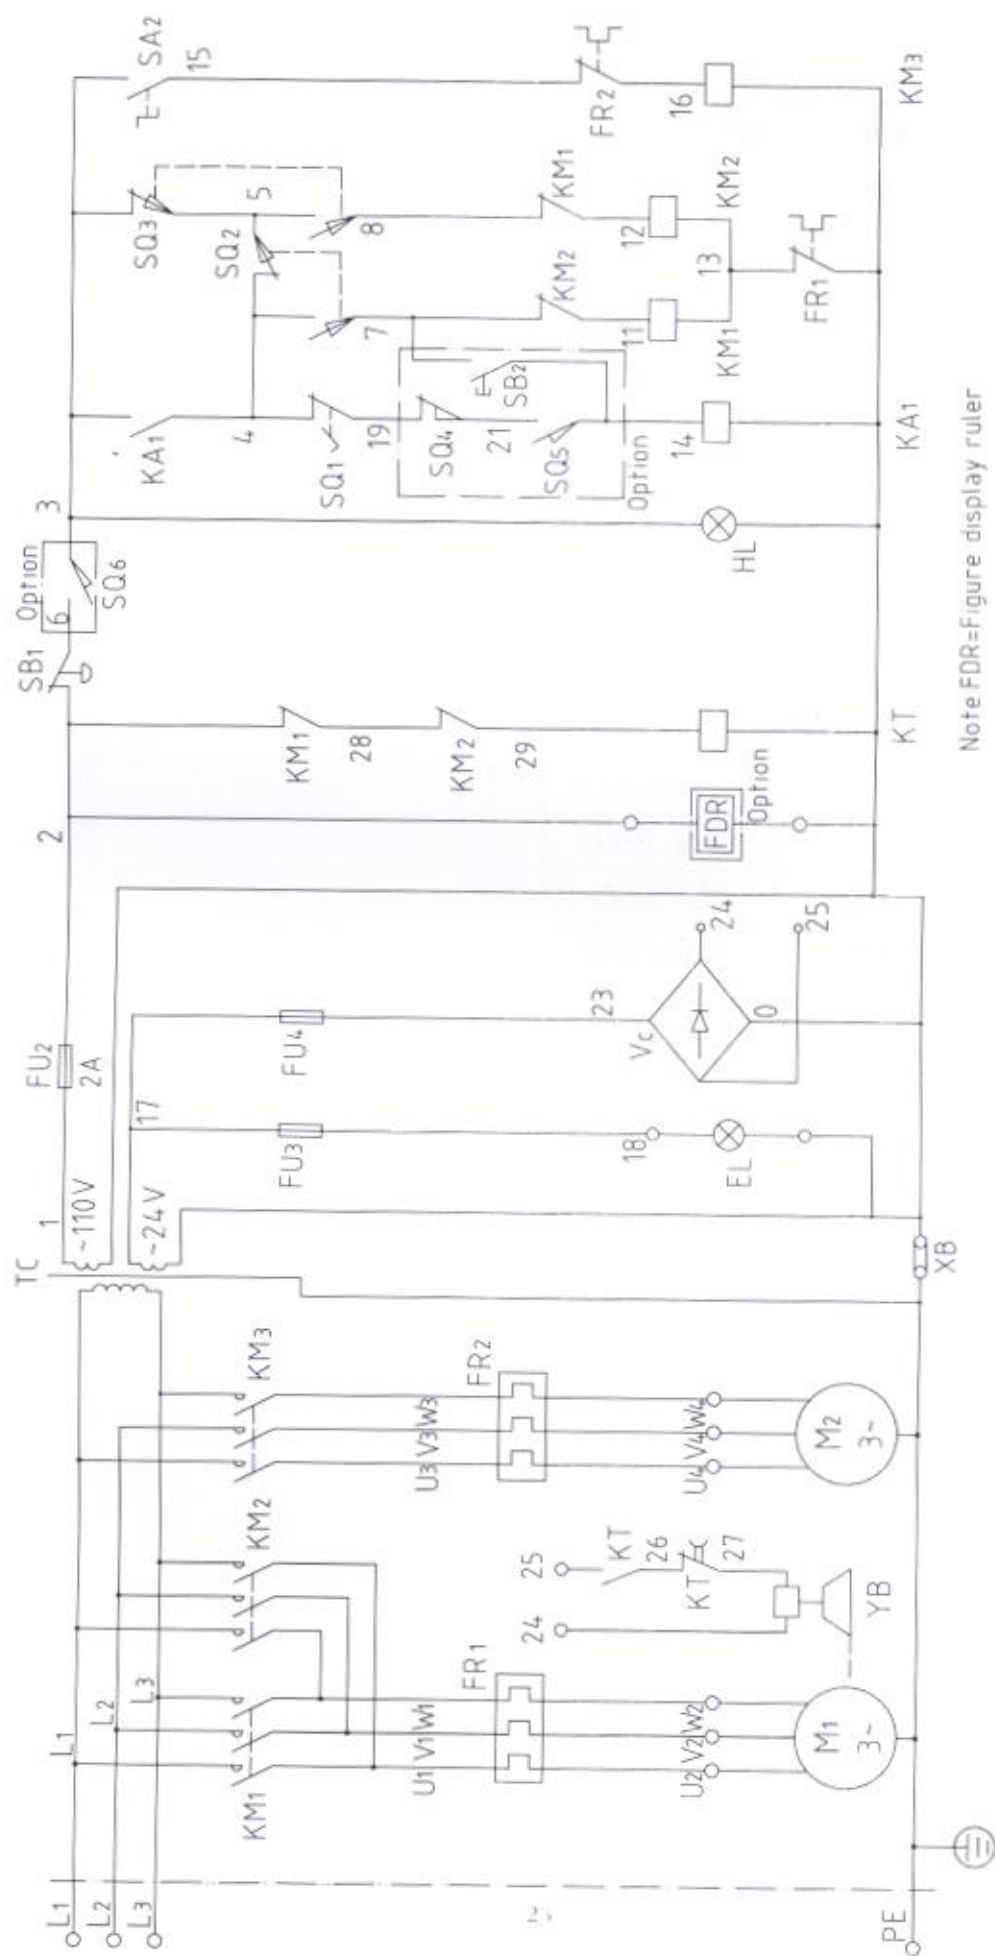 L1
L2
L3
PE
L1
L2
L3
KM1
KM2
KM3
U1 V1 W1
U3 V3 W3
FR1
FR2
24
25
KT
26
KT
27
YB
U2 V2 W2
U4 V4 W4
M1
3~
M2
3~
TC
1
~110V
~24V
17
FU2
2A
FU3
FU4
18
EL
23
Vc
0
24
25
XB
2
FDR
Option
KM1
28
KM2
29
KT
SB1
Option
6
SQ6
3
HL
KA1
4
SQ1
19
SQ4
21
SQ5
SB2
Option
14
KA1
SQ3
5
SQ2
7
8
KM2
KM1
11
12
KM1
KM2
13
FR1
SA2
15
FR2
16
KM3
Note FDR=Figure display ruler